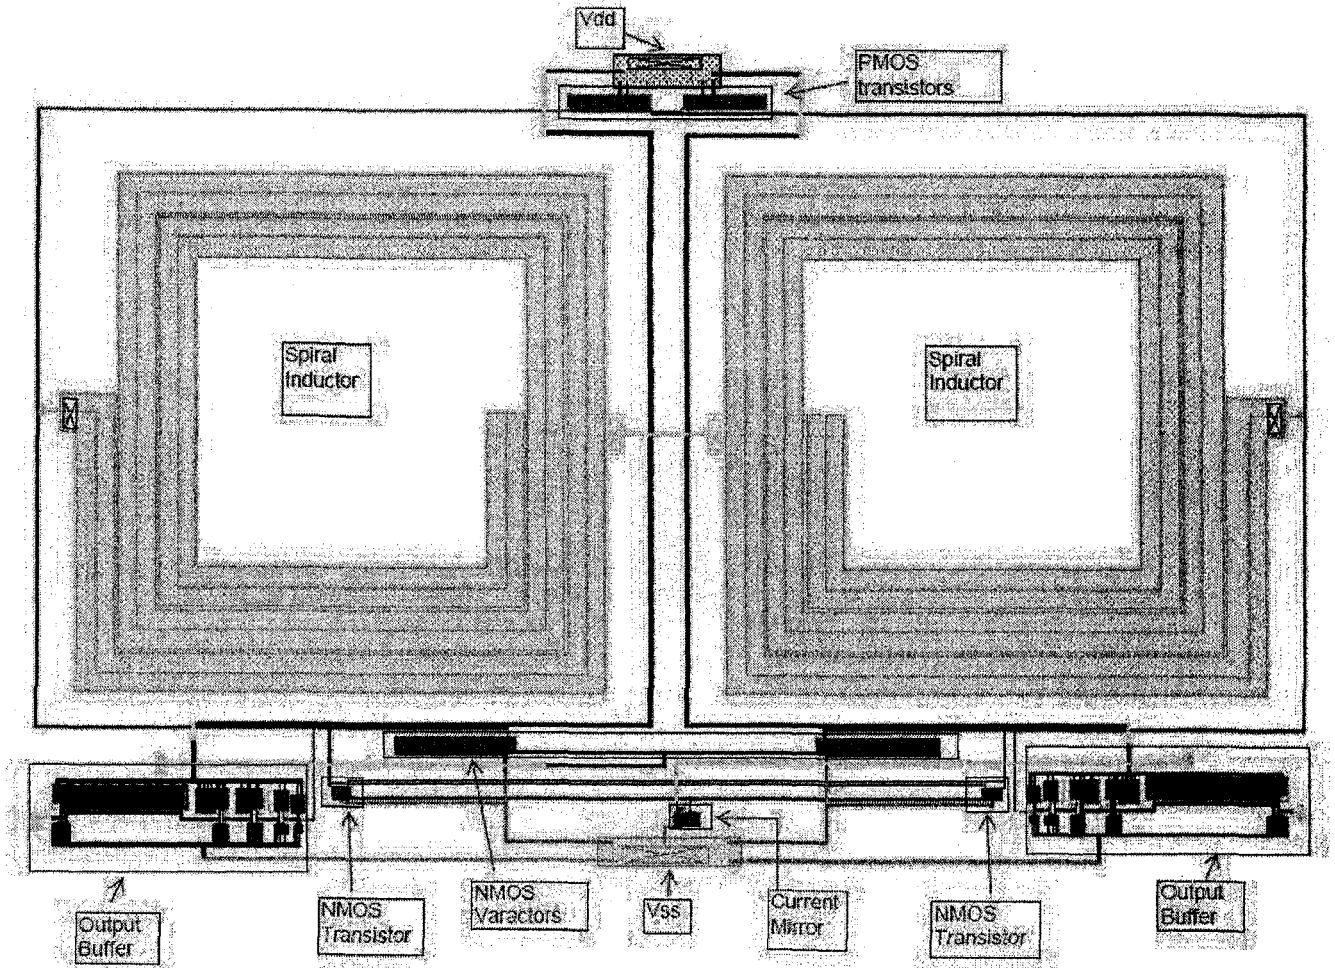 Vdd
PMOS
transistors
Spiral
Inductor
Spiral
Inductor
Output
Buffer
NMOS
Transistor
NMOS
Varactors
Vss
Current
Mirror
NMOS
Transistor
Output
Buffer